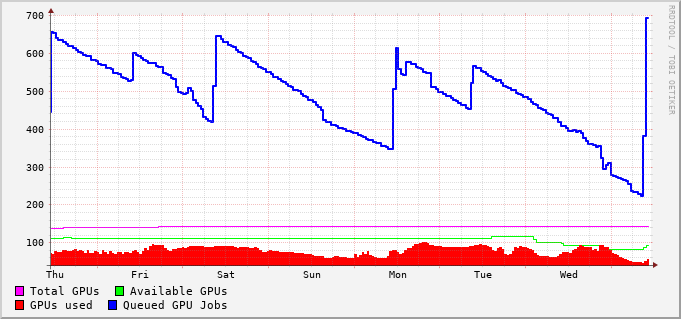 700
600
500
400
300
200
100
Thu Fri Sat Sun Mon Tue Wed
Total GPUs Available GPUs
GPUs used Queued GPU Jobs
RRDTOOL / TOBI OETIKER